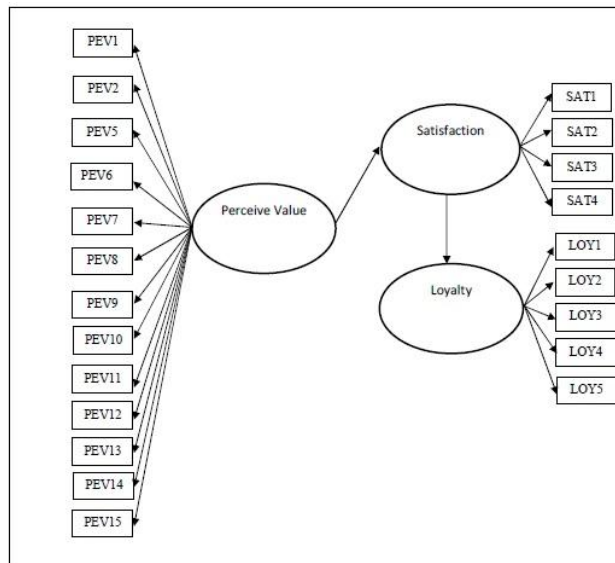 PEV1
PEV2
PEV5
PEV6
PEV7
PEV8
PEV9
PEV10
PEV11
PEV12
PEV13
PEV14
PEV15
Perceive Value
Satisfaction
Loyalty
SAT1
SAT2
SAT3
SAT4
LOY1
LOY2
LOY3
LOY4
LOY5